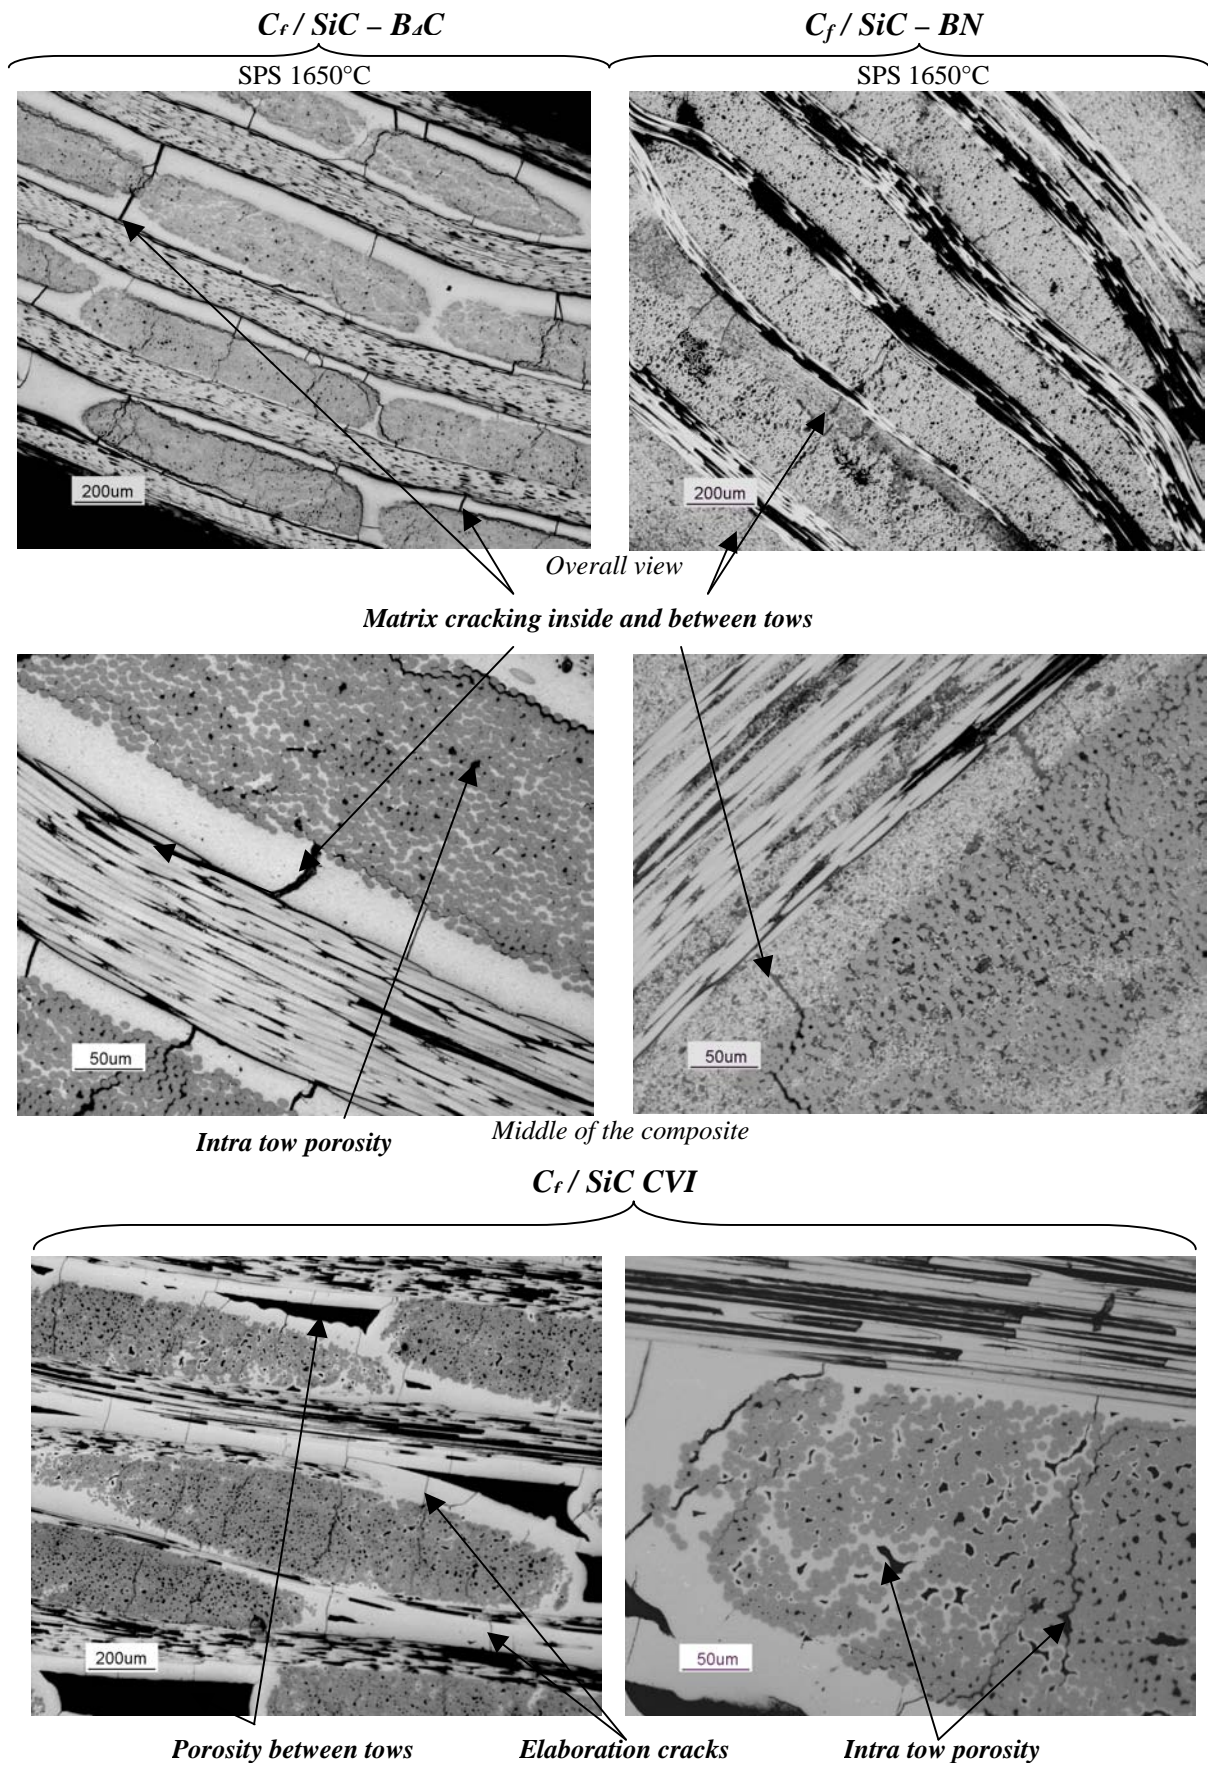 Cf / SiC – B4C
Cf / SiC – BN
SPS 1650°C
SPS 1650°C
200um
200um
Overall view
Matrix cracking inside and between tows
50um
50um
Intra tow porosity
Middle of the composite
Cf / SiC CVI
200um
50um
Porosity between tows
Elaboration cracks
Intra tow porosity